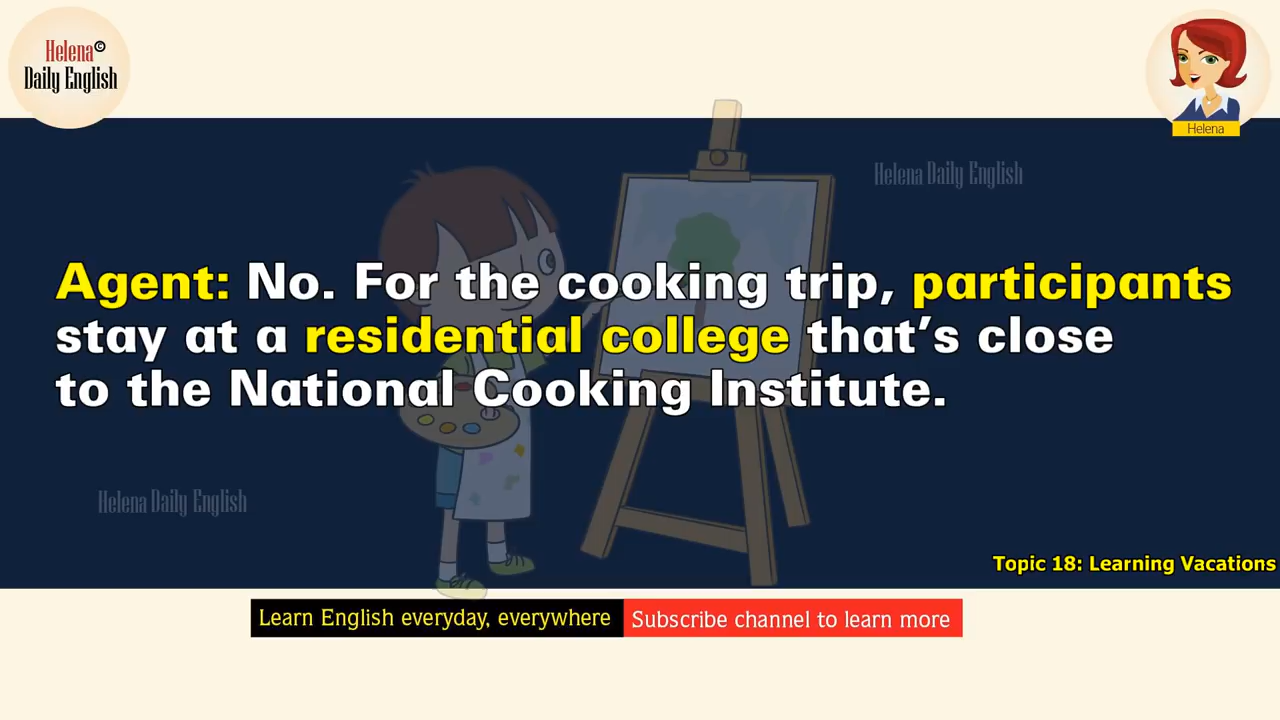 Helena©
Daily English
Helena
Helena Daily English
Agent: No. For the cooking trip, participants
stay at a residential college that’s close
to the National Cooking Institute.
Helena Daily English
Topic 18: Learning Vacations
Learn English everyday, everywhere
Subscribe channel to learn more